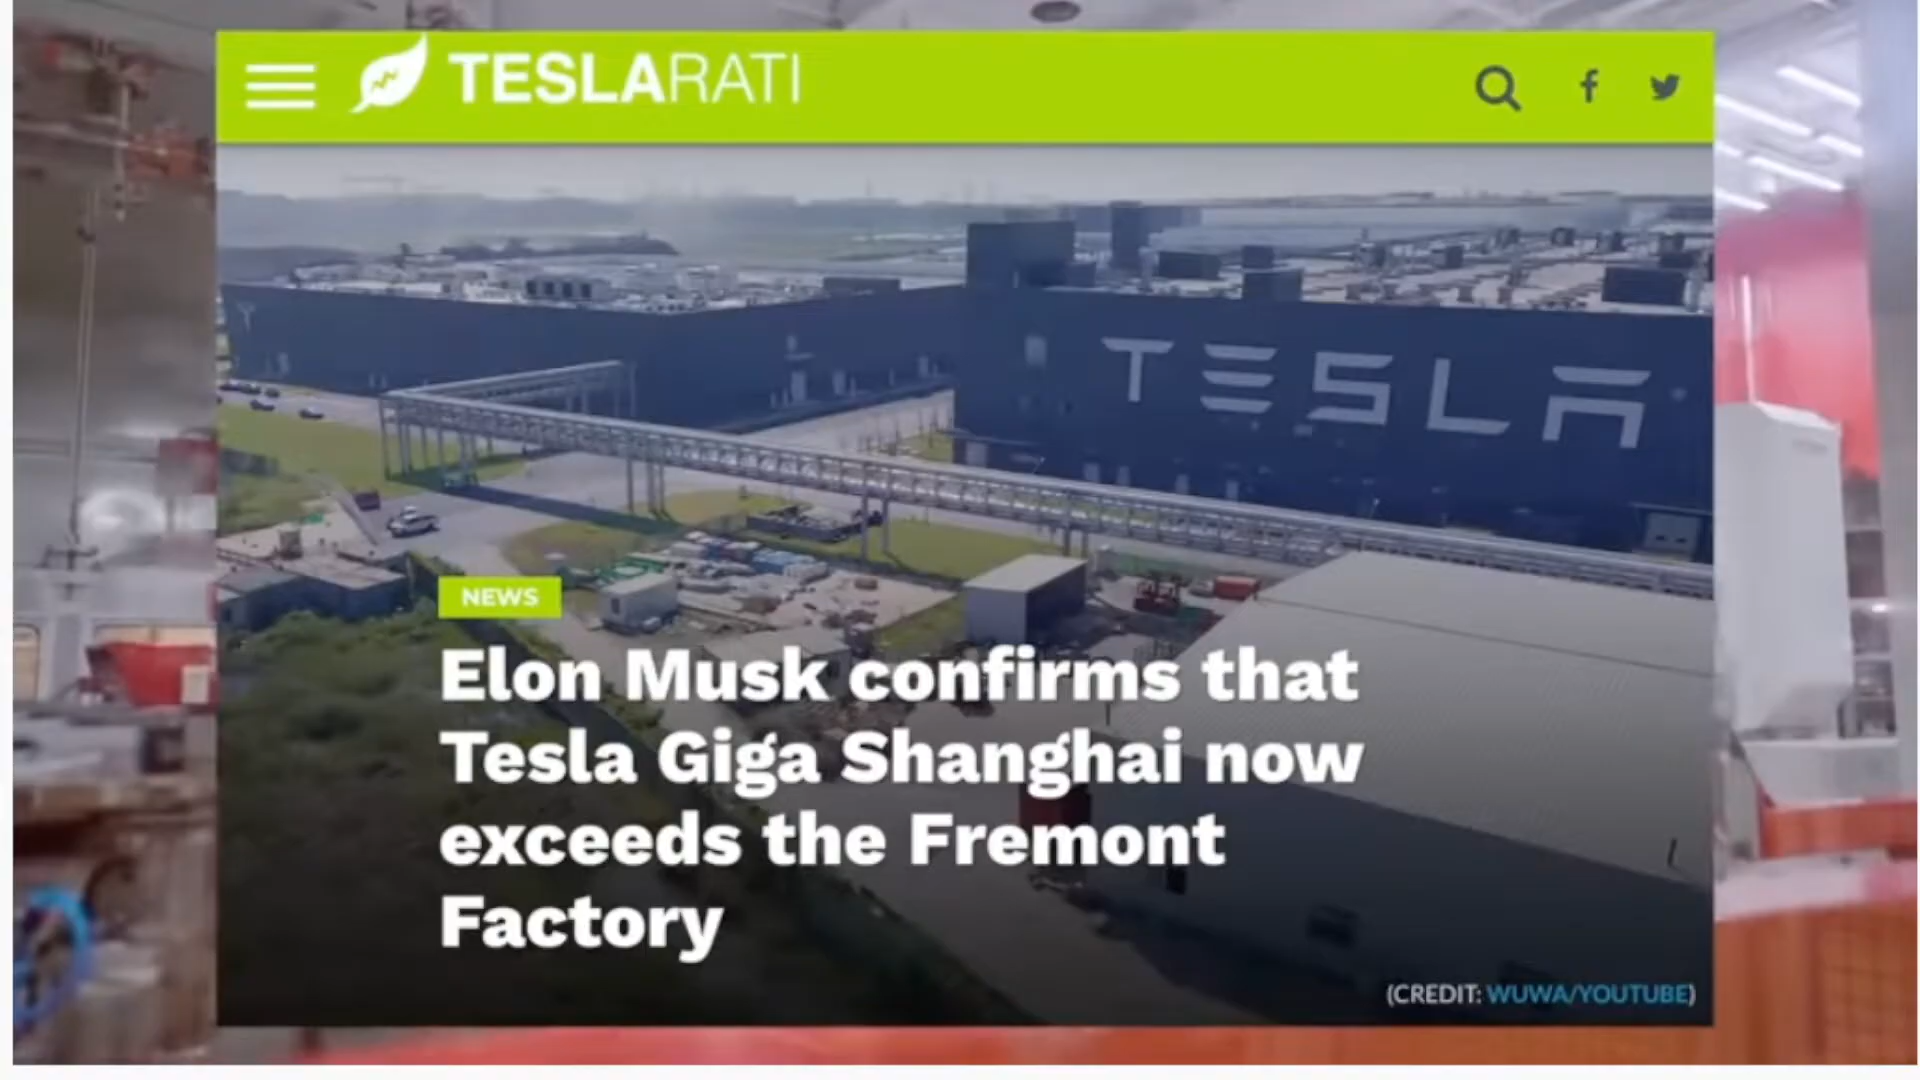 TESLARATI
TESLA
NEWS
Elon Musk confirms that
Tesla Giga Shanghai now
exceeds the Fremont
Factory
(CREDIT: WUWA/YOUTUBE)